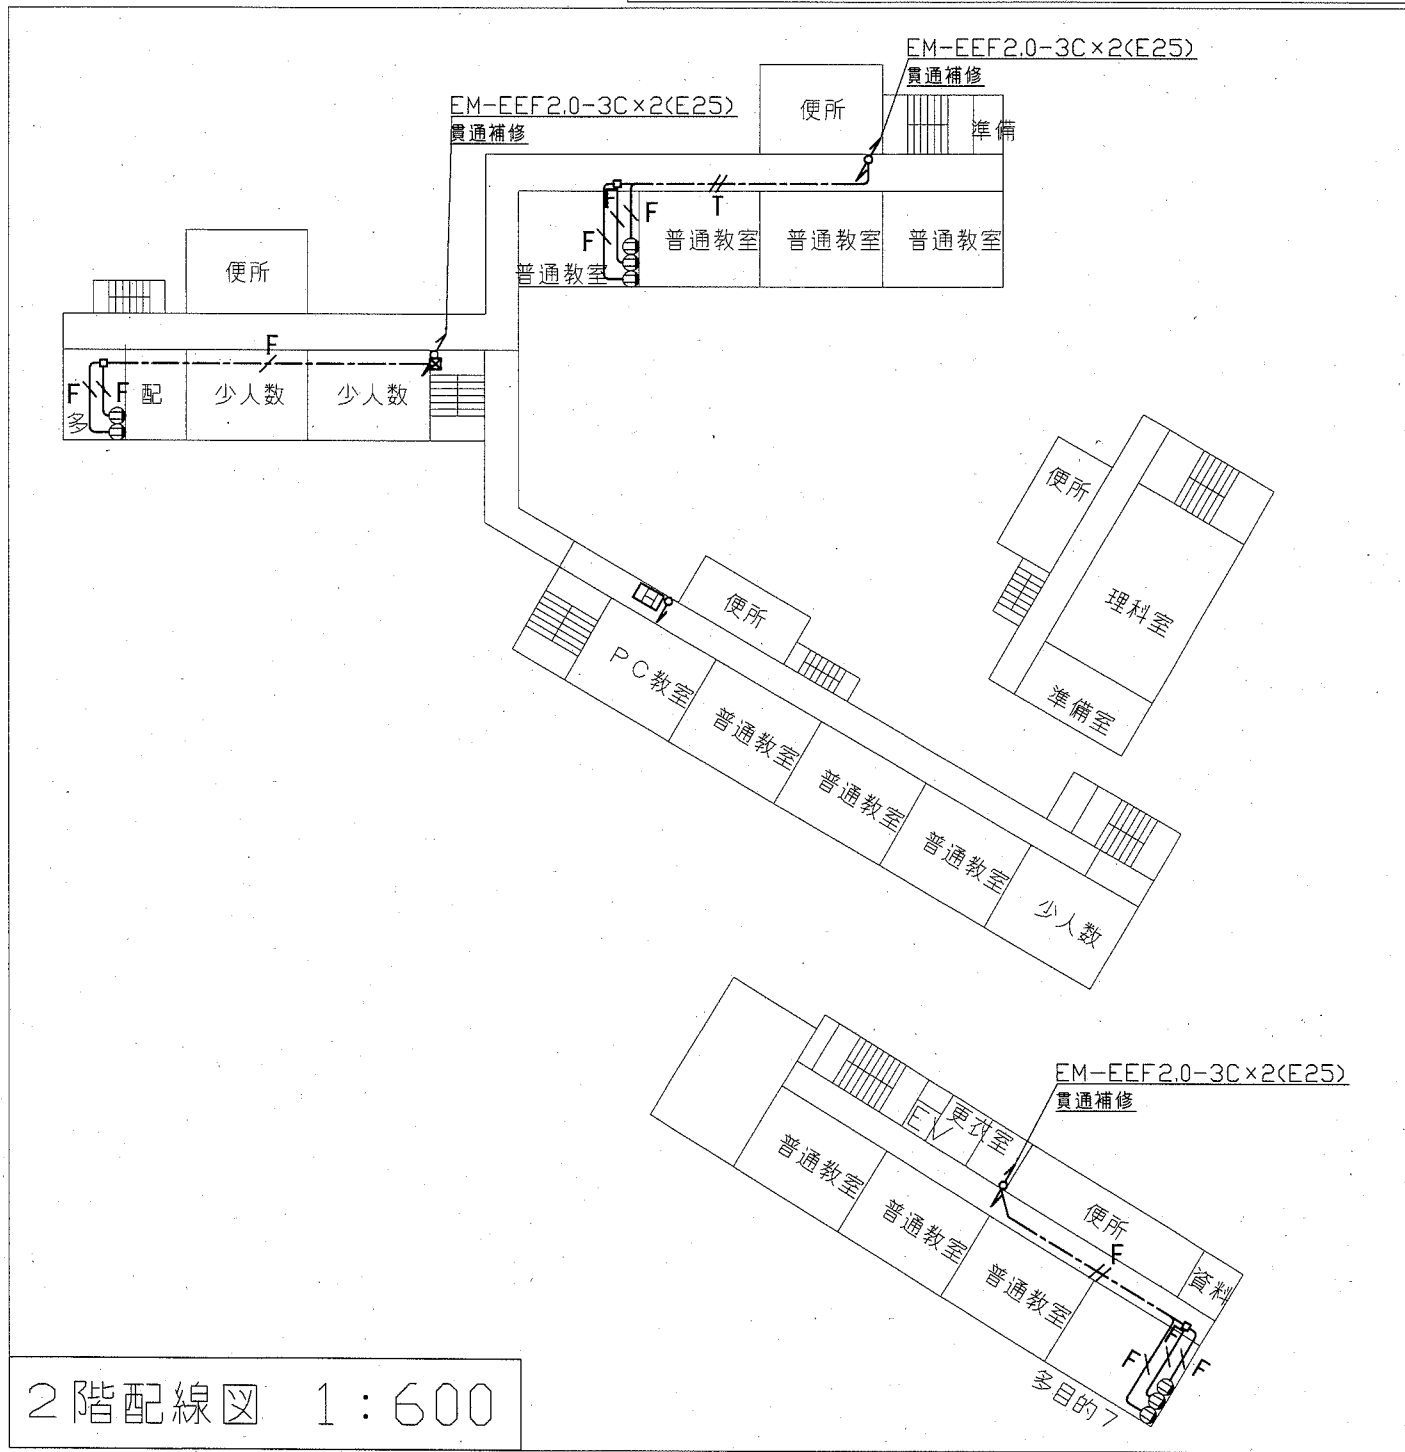 EM-EEF2.0-3C×2(E25)
貫通補修
EM-EEF2.0-3C×2(E25)
貫通補修
便所
準備
F
F
F
T
普通教室
普通教室
普通教室
普通教室
便所
F
F
F
多
配
少人数
少人数
便所
理科室
準備室
便所
PC教室
普通教室
普通教室
普通教室
少人数
EM-EEF2.0-3C×2(E25)
貫通補修
EV
更衣室
便所
資料
普通教室
普通教室
普通教室
F
F
F
F
多目的7
2階配線図 1:600